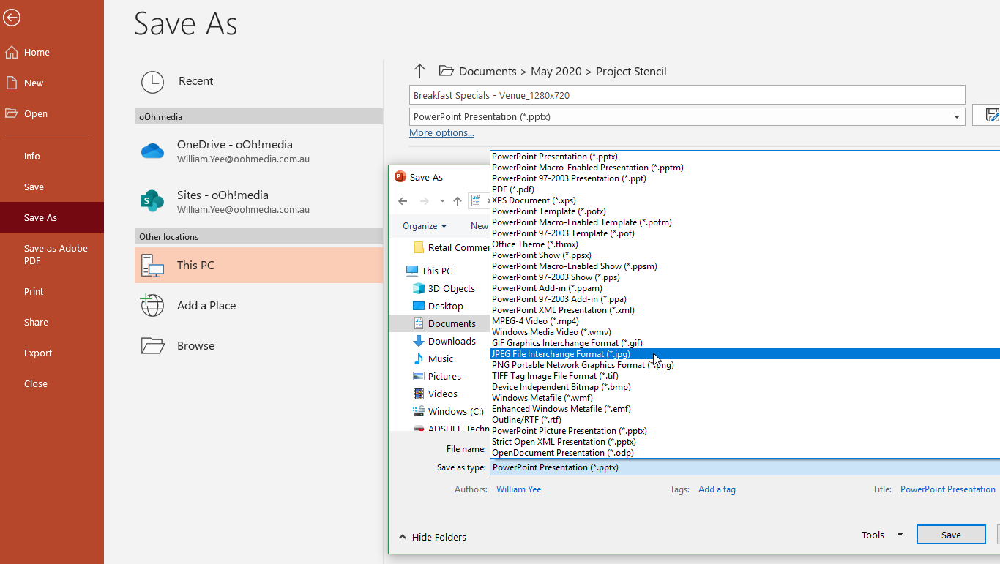 Save As
Home
New
Open
Info
Save
Save As
Save as Adobe
PDF
Print
Share
Export
Close
Recent
oOh!media
OneDrive - oOh!media
William.Yee@oohmedia.com.au
S
Sites - oOh!media
William.Yee@oohmedia.com.au
Other locations
This PC
Add a Place
Browse
Documents > May 2020 > Project Stencil
Breakfast Specials - Venue_1280x720
PowerPoint Presentation (*.pptx)
More options...
P Save As
Organize New
Retail Commer
This PC
3D Objects
Desktop
Documents
Downloads
Music
Pictures
Videos
Windows (C:)
ADSHEL-Techn
PowerPoint Presentation (*.pptx)
PowerPoint Macro-Enabled Presentation (*.pptm)
PowerPoint 97-2003 Presentation (*.ppt)
PDF (*.pdf)
XPS Document (*.xps)
PowerPoint Template (*.potx)
PowerPoint Macro-Enabled Template (*.potm)
PowerPoint 97-2003 Template (*.pot)
Office Theme (*.thmx)
PowerPoint Show (*.ppsx)
PowerPoint Macro-Enabled Show (*.ppsm)
PowerPoint 97-2003 Show (*.pps)
PowerPoint Add-in (*.ppam)
PowerPoint 97-2003 Add-in (*.ppa)
PowerPoint XML Presentation (*.xml)
MPEG-4 Video (*.mp4)
Windows Media Video (*.wmv)
GIF Graphics Interchange Format (*.gif)
JPEG File Interchange Format (*.jpg)
PNG Portable Network Graphics Format (*.png)
TIFF Tag Image File Format (*.tif)
Device Independent Bitmap (*.bmp)
Windows Metafile (*.wmf)
Enhanced Windows Metafile (*.emf)
Outline/RTF (*.rtf)
PowerPoint Picture Presentation (*.pptx)
Strict Open XML Presentation (*.pptx)
OpenDocument Presentation (*.odp)
File name:
Save as type: PowerPoint Presentation (*.pptx)
Authors: William Yee Tags: Add a tag Title: PowerPoint Presentation
Hide Folders Tools Save